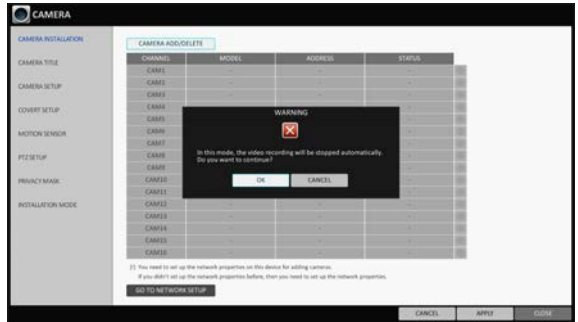 CAMERA
CAMERA INSTALLATION
CAMERA TITLE
CAMERA SETUP
COVERT SETUP
MOTION SENSOR
PTZ SETUP
PRIVACY MASK
INSTALLATION MODE
CAMERA ADD/DELETE
CHANNEL MODEL ADDRESS STATUS
CAM1 -- -- --
CAM2 -- -- --
CAM3 -- -- --
CAM4 -- -- --
CAM5
CAM6
CAM7
CAM8
CAM9
CAM10
CAM11
CAM12 -- -- --
CAM13 -- -- --
CAM14 -- -- --
CAM15 -- -- --
CAM16 -- -- --
WARNING
In this mode, the video recording will be stopped automatically.
Do you want to continue?
OK CANCEL
(!) You need to set up the network properties on this device for adding cameras.
If you didn't set up the network properties before, then you need to set up the network properties.
GO TO NETWORK SETUP
CANCEL APPLY CLOSE